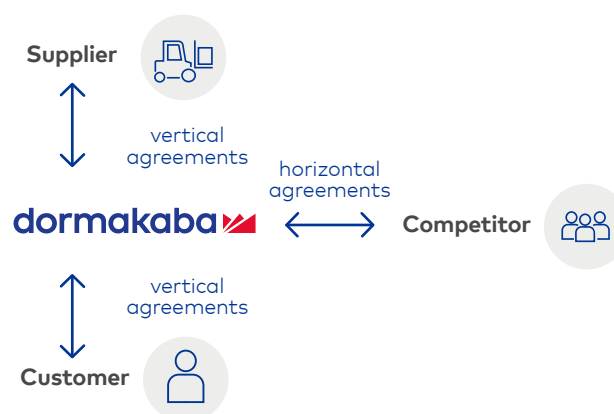 Supplier
vertical
agreements
horizontal
agreements
dormakaba
Competitor
vertical
agreements
Customer